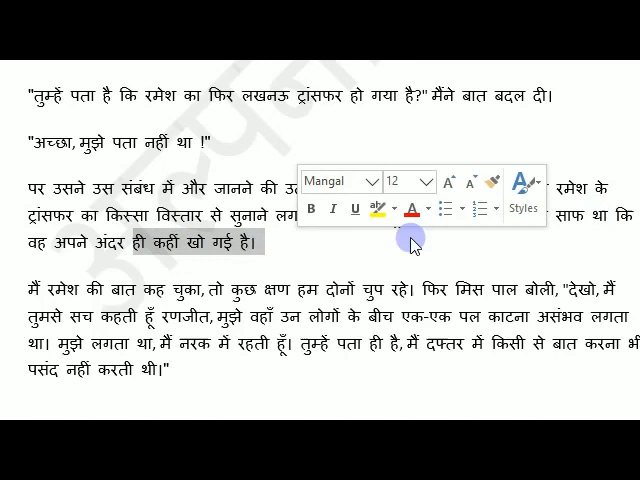 "तुम्हें पता है कि रमेश का फिर लखनऊ ट्रांसफर हो गया है?" मैंने बात बदल दी।
"अच्छा, मुझे पता नहीं था !"
Mangal 12
B I U Styles
पर उसने उस संबंध में और जानने की रमेश के
ट्रांसफर का किस्सा विस्तार से सुनाने साफ था कि
वह अपने अंदर ही कहीं खो गई है।
मैं रमेश की बात कह चुका, तो कुछ क्षण हम दोनों चुप रहे। फिर मिस पाल बोली, "देखो, मैं
तुमसे सच कहती हूँ रणजीत, मुझे वहाँ उन लोगों के बीच एक-एक पल काटना असंभव लगता
था। मुझे लगता था, मैं नरक में रहती हूँ। तुम्हें पता ही है, मैं दफ्तर में किसी से बात करना भी
पसंद नहीं करती थी।"